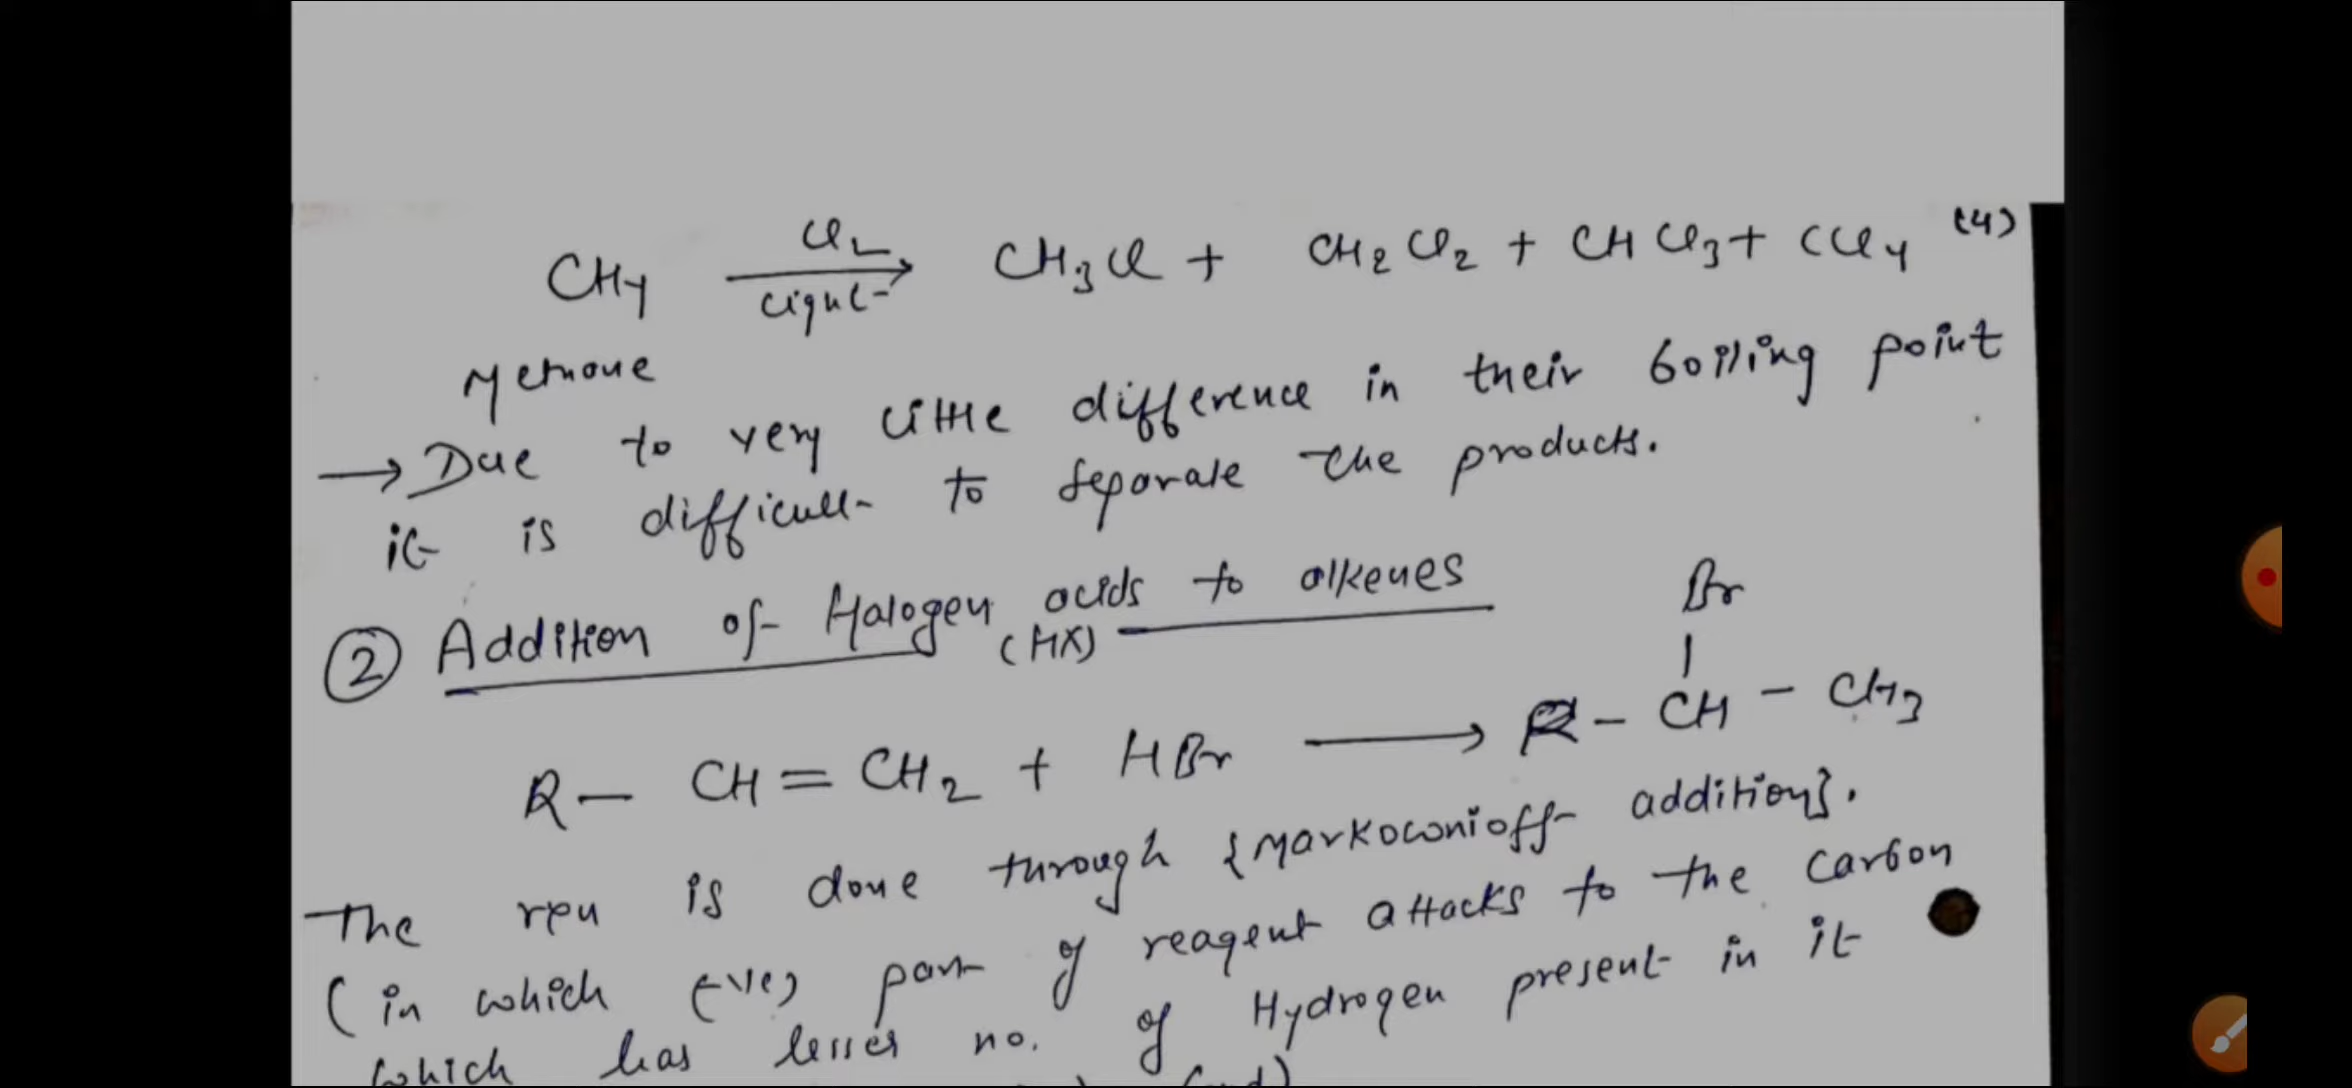 CH4 Cl2 light → CH3Cl + CH2Cl2 + CHCl3 + CCl4 (4)
Methane
→ Due to very little difference in their boiling point
it is difficult to separate the products.
② Addition of Halogen acids to alkenes
(HX)
Br
|
R — CH = CH2 + HBr ⟶ R – CH – CH3
The rxn is done through {Markowonioff addition}.
(in which (-ve) part of reagent attacks to the carbon
which has lesser no. of Hydrogen present in it